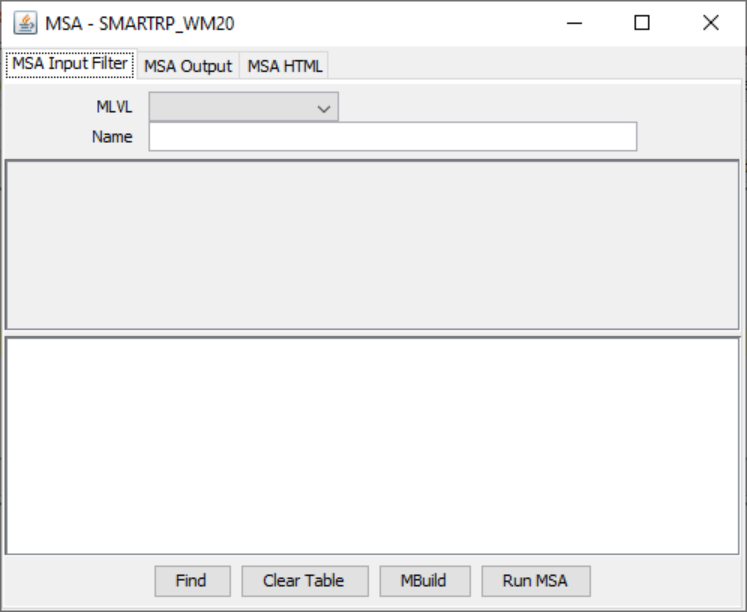 MSA - SMARTRP_WM20
MSA Input Filter MSA Output MSA HTML
MLVL
Name
Find Clear Table MBuild Run MSA